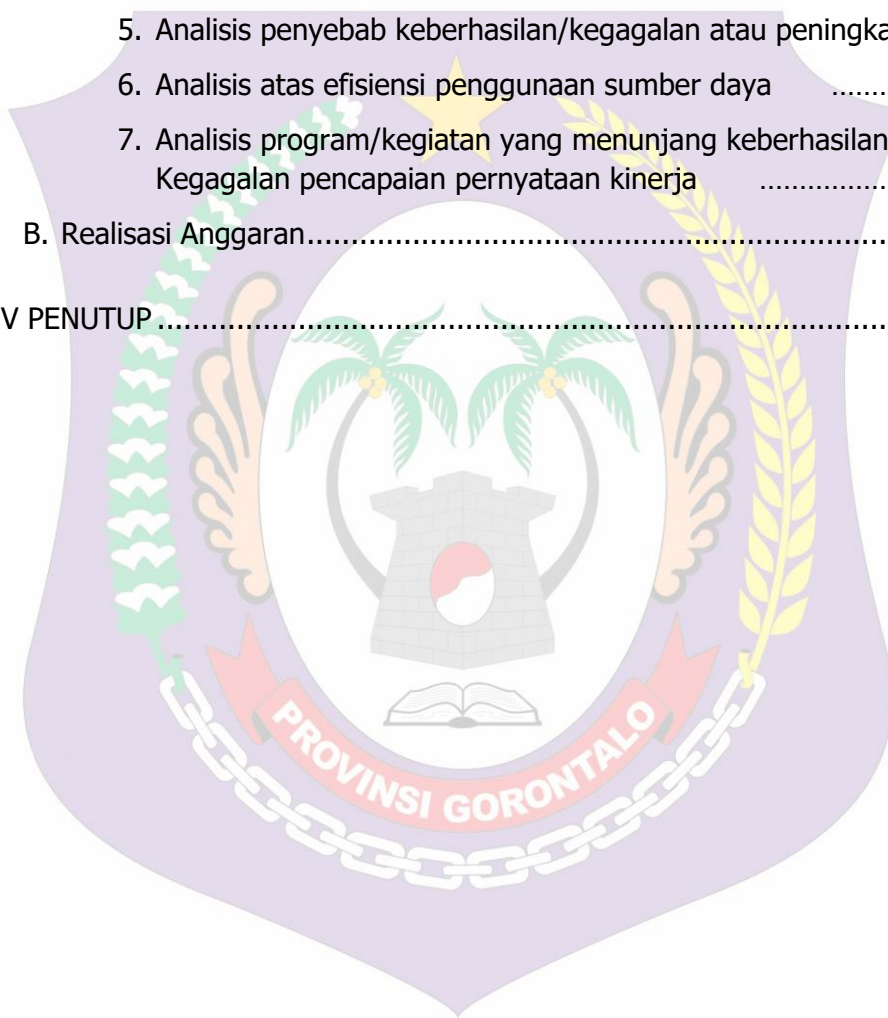 5. Analisis penyebab keberhasilan/kegagalan atau
6. Analisis atas efisiensi penggunaan sumber daya ........
7. Analisis program/kegiatan yang menunjang keberhasilan
Kegagalan pencapaian pernyataan kinerja ................
B. Realisasi Anggaran..................................................................
V PENUTUP ....................................................................................
PROVINSI GORONTALO